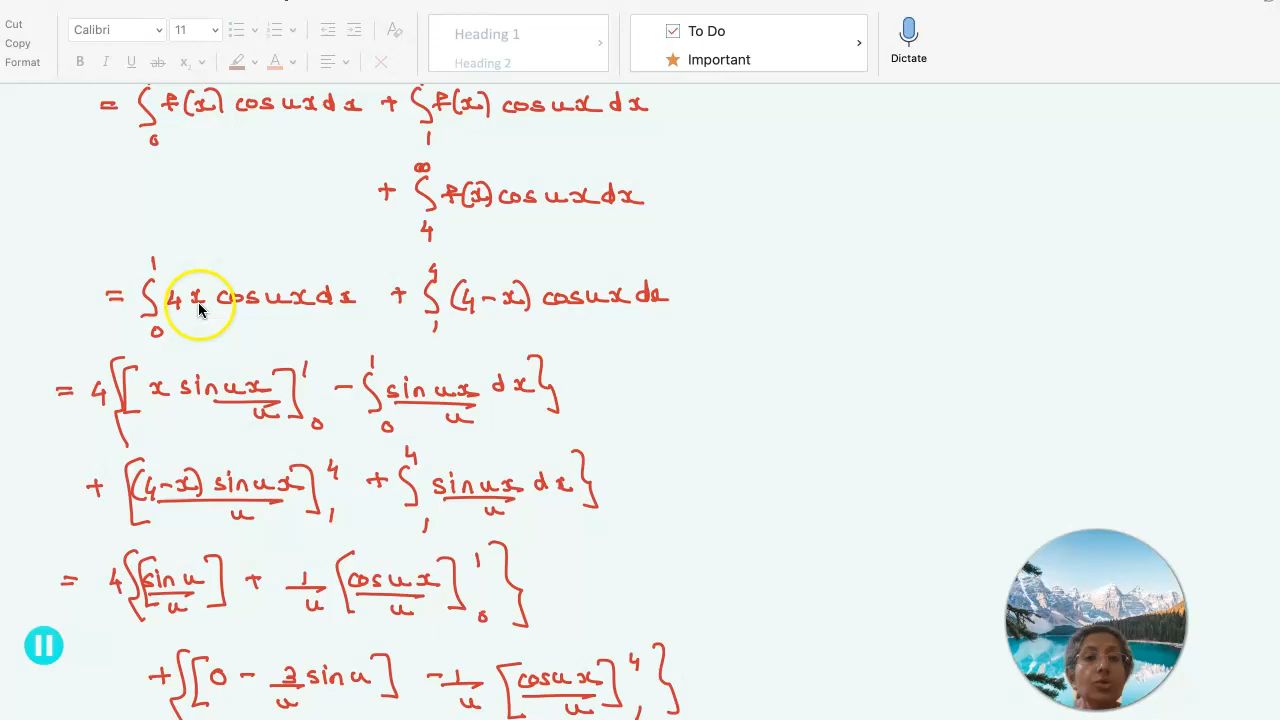 Cut
Copy
Format
Calibri 11
B I U ab x₂ A
Heading 1
Heading 2
To Do
Important
Dictate
= ∫₀ f(x) cos ux dx + ∫₁ f(x) cos ux dx
+ ∫₄^∞ f(x) cos ux dx
= ∫₀¹ 4x cos ux dx + ∫₁⁴ (4-x) cos ux dx
= 4{[x sin ux/u]₀¹ - ∫₀¹ sin ux/u dx}
+ [(4-x) sin ux/u]₁⁴ + ∫₁⁴ sin ux/u dx}
= 4{[sin u/u] + 1/u [cos ux/u]₀¹}
+{[0 - 3/u sin u] - 1/u [cos ux/u]₁⁴}